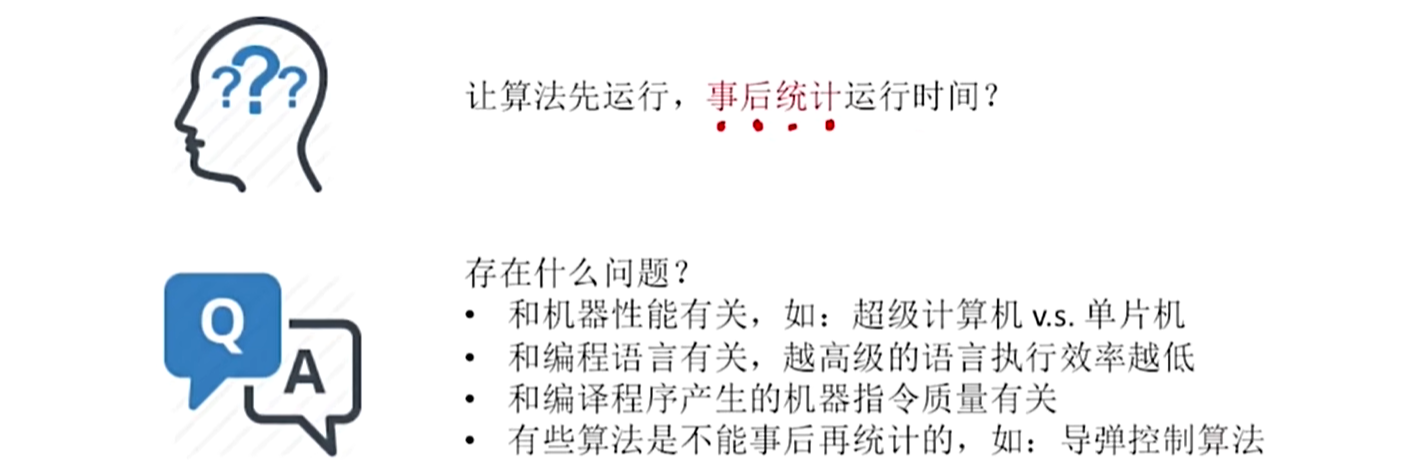 ???
让算法先运行，事后统计运行时间？
Q
A
存在什么问题？
• 和机器性能有关，如：超级计算机 v.s. 单片机
• 和编程语言有关，越高级的语言执行效率越低
• 和编译程序产生的机器指令质量有关
• 有些算法是不能事后再统计的，如：导弹控制算法